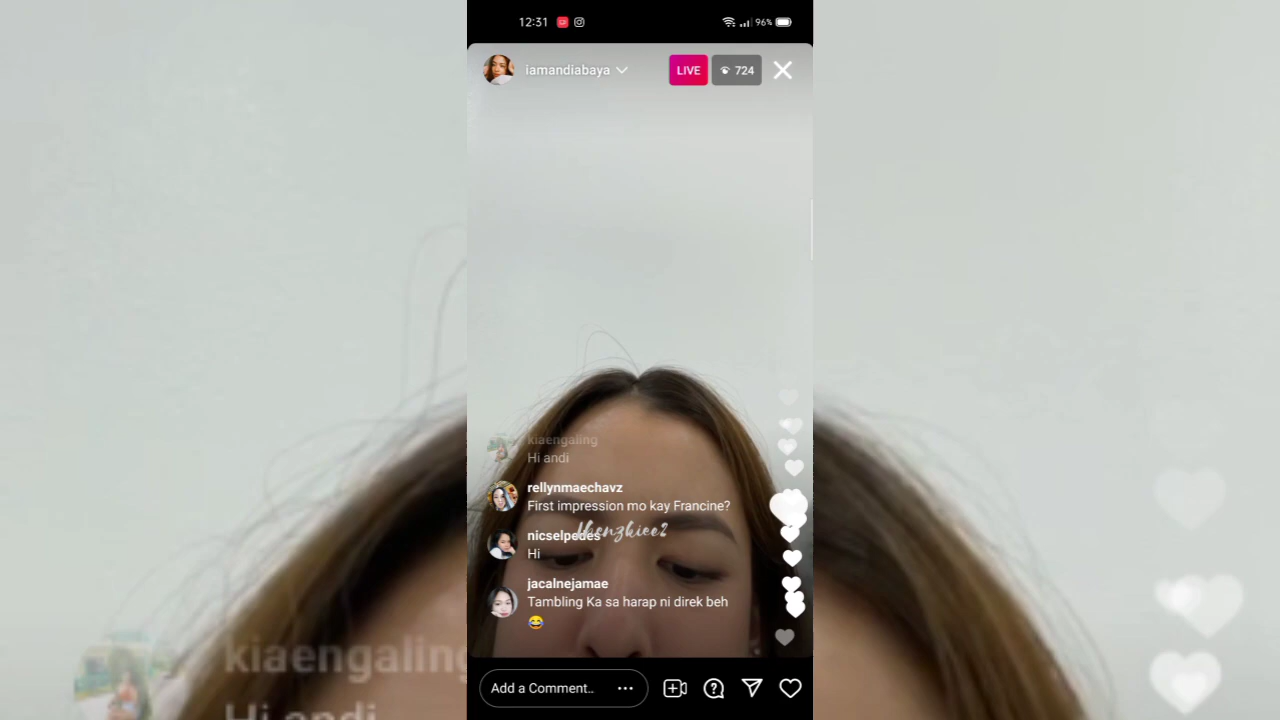 12:31
96%
iamandiabaya
LIVE
724
kiaengaling
Hi andi
rellynmaechavz
First impression mo kay Francine?
nicselpedes
Hi
jacalnejamae
Tambling Ka sa harap ni direk beh
😂
Add a Comment..
kiaengaling
Hi andi